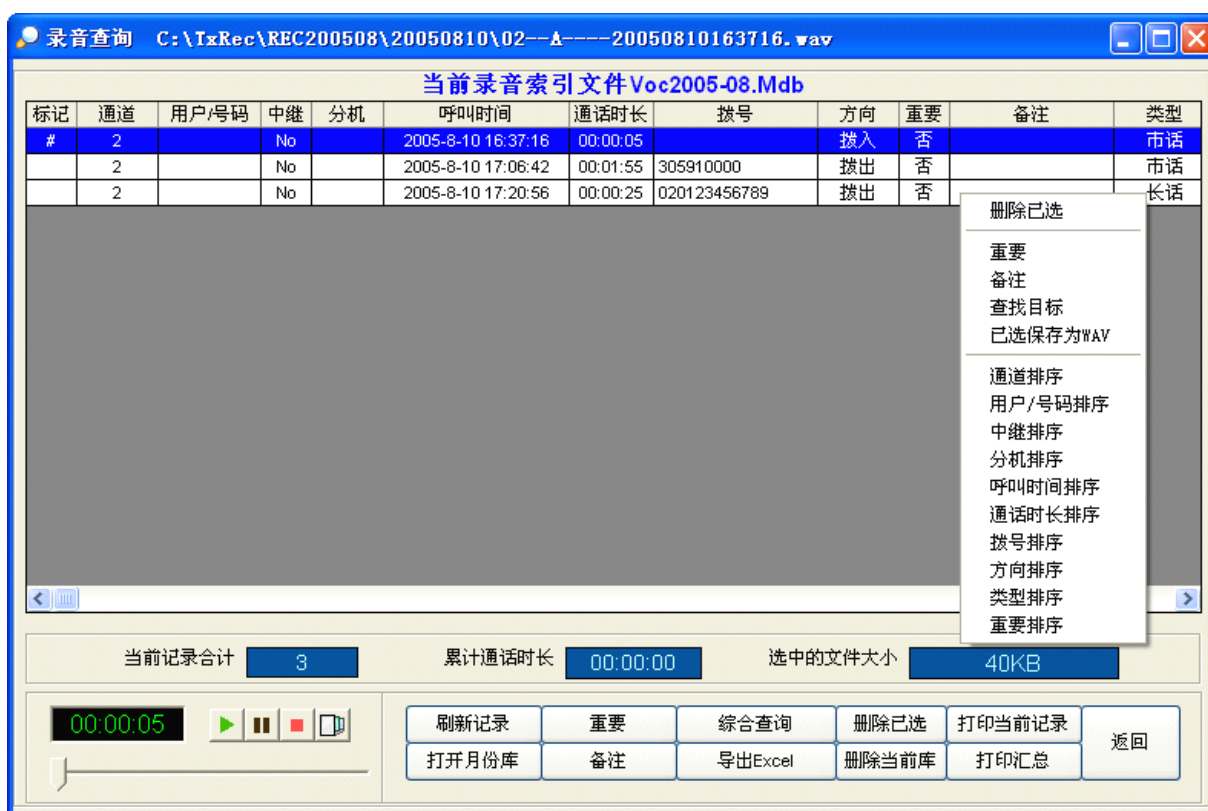 录音查询 C:\TxRec\REC200508\20050810\02--A----20050810163716.wav
当前录音索引文件Voc2005-08.Mdb
标记 通道 用户/号码 中继 分机 呼叫时间 通话时长 拨号 方向 重要 备注 类型
# 2 No 2005-8-10 16:37:16 00:00:05 拨入 否 市话
2 No 2005-8-10 17:06:42 00:01:55 305910000 拨出 否 市话
2 No 2005-8-10 17:20:56 00:00:25 020123456789 拨出 否 长话
删除已选
重要
备注
查找目标
已选保存为WAV
通道排序
用户/号码排序
中继排序
分机排序
呼叫时间排序
通话时长排序
拨号排序
方向排序
类型排序
重要排序
当前记录合计 3 累计通话时长 00:00:00 选中的文件大小 40KB
00:00:05
刷新记录 重要 综合查询 删除已选 打印当前记录 返回
打开月份库 备注 导出Excel 删除当前库 打印汇总